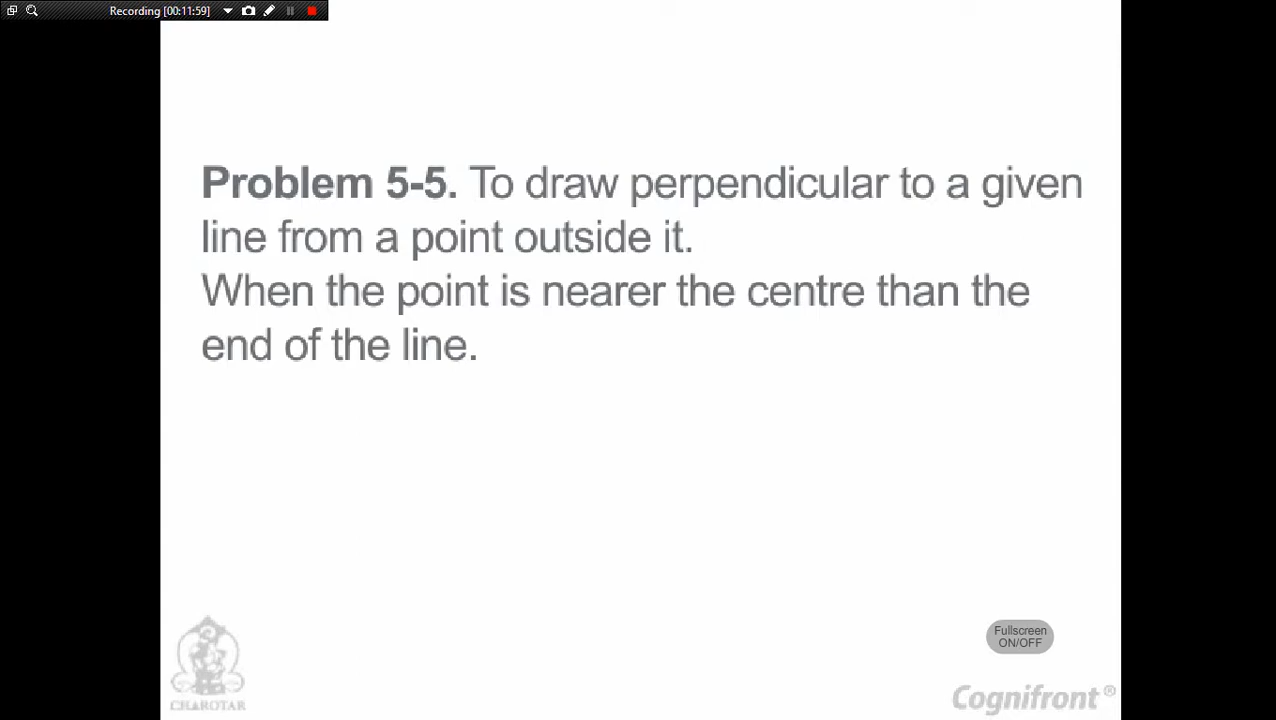 Recording [00:11:59]
Problem 5-5. To draw perpendicular to a given
line from a point outside it.
When the point is nearer the centre than the
end of the line.
Fullscreen
ON/OFF
CHAROTAR
Cognifront®